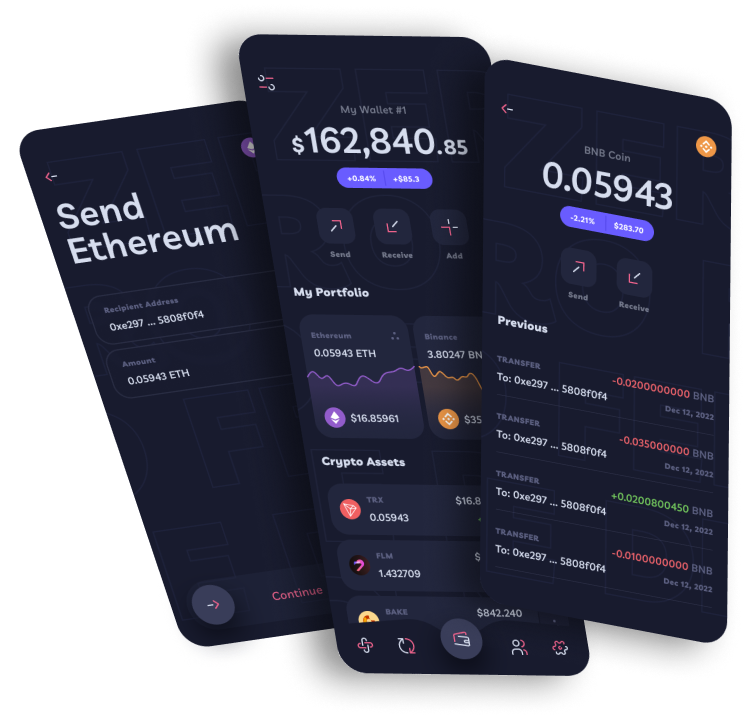 Send
Ethereum
Recipient Address
0xe297 ... 5808f0f4
Amount
0.05943 ETH
Continue
My Wallet #1
$162,840.85
+0.84% +$85.3
Send Receive Add
My Portfolio
Ethereum
0.05943 ETH
$16.85961
Binance
3.80247 BN
$35
Crypto Assets
TRX
0.05943
$16.8
FLM
1.432709
$
BAKE
$842.240
BNB Coin
0.05943
-2.21% $283.70
Send Receive
Previous
TRANSFER
To: 0xe297 ... 5808f0f4
-0.0200000000 BNB
Dec 12, 2022
TRANSFER
To: 0xe297 ... 5808f0f4
-0.035000000 BNB
Dec 12, 2022
TRANSFER
To: 0xe297 ... 5808f0f4
+0.0200800450 BNB
Dec 12, 2022
TRANSFER
To: 0xe297 ... 5808f0f4
-0.0100000000 BNB
Dec 12, 2022